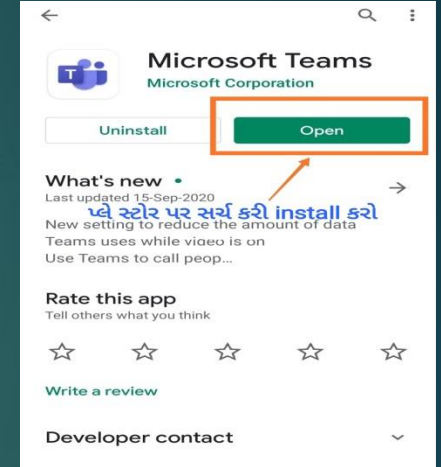 Microsoft Teams
Microsoft Corporation
Uninstall
Open
What's new
Last updated 15-Sep-2020
પ્લે સ્ટોર પર સર્ચ કરી install કરો
New setting to reduce the amount of data
Teams uses while video is on
Use Teams to call peop...
Rate this app
Tell others what you think
Write a review
Developer contact